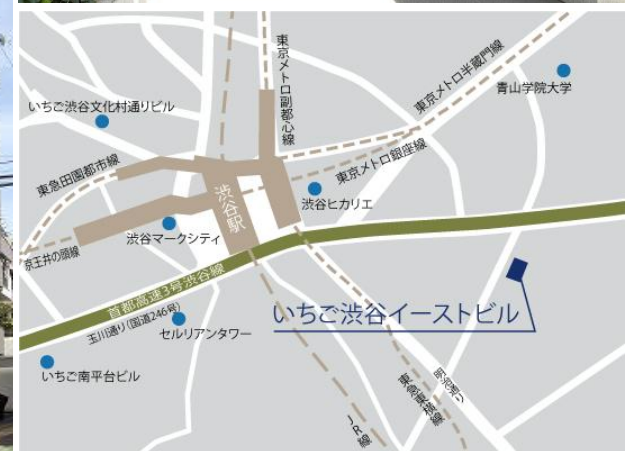 東京メトロ副都心線
東京メトロ半蔵門線
青山学院大学
いちご渋谷文化村通りビル
東急田園都市線
東京メトロ銀座線
渋谷駅
渋谷ヒカリエ
渋谷マークシティ
京王井の頭線
首都高速3号渋谷線
玉川通り(国道246号)
セルリアンタワー
いちご渋谷イーストビル
いちご南平台ビル
明治通り
東急東横線
JR線